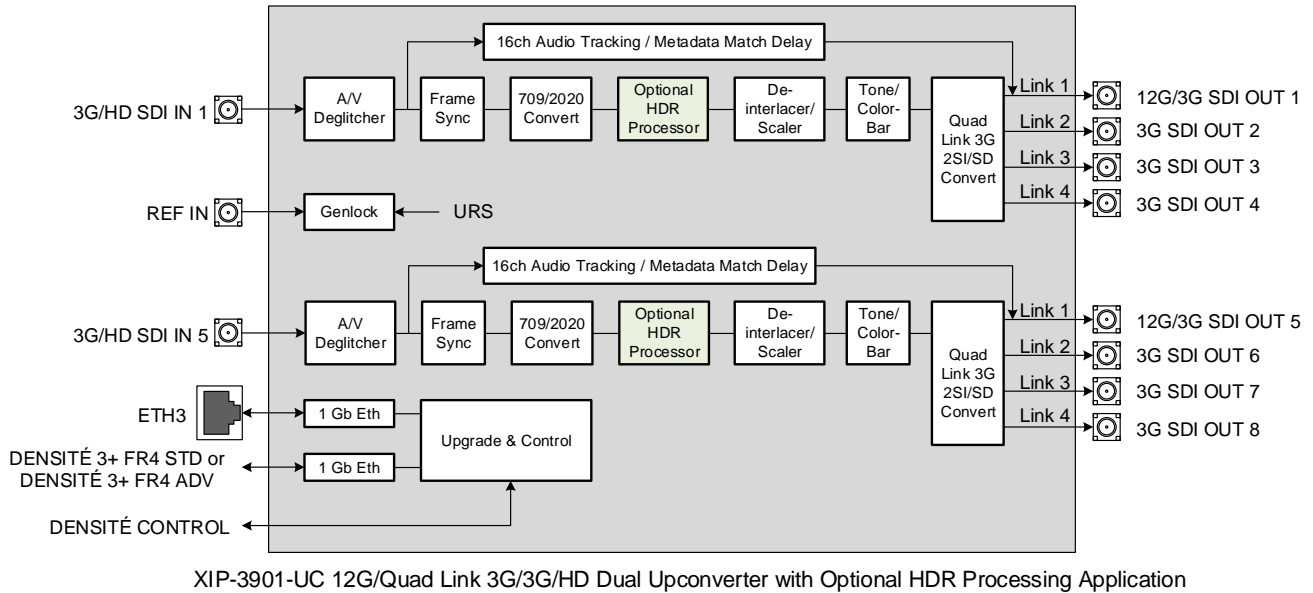 16ch Audio Tracking / Metadata Match Delay
3G/HD SDI IN 1
A/V
Deglitcher
Frame
Sync
709/2020
Convert
Optional
HDR
Processor
De-
interlacer/
Scaler
Tone/
Color-
Bar
Quad
Link 3G
2SI/SD
Convert
Link 1
Link 2
Link 3
Link 4
12G/3G SDI OUT 1
3G SDI OUT 2
3G SDI OUT 3
3G SDI OUT 4
REF IN
Genlock
URS
16ch Audio Tracking / Metadata Match Delay
3G/HD SDI IN 5
A/V
Deglitcher
Frame
Sync
709/2020
Convert
Optional
HDR
Processor
De-
interlacer/
Scaler
Tone/
Color-
Bar
Quad
Link 3G
2SI/SD
Convert
Link 1
Link 2
Link 3
Link 4
12G/3G SDI OUT 5
3G SDI OUT 6
3G SDI OUT 7
3G SDI OUT 8
ETH3
1 Gb Eth
Upgrade & Control
DENSITÉ 3+ FR4 STD or
DENSITÉ 3+ FR4 ADV
1 Gb Eth
DENSITÉ CONTROL
XIP-3901-UC 12G/Quad Link 3G/3G/HD Dual Upconverter with Optional HDR Processing Application